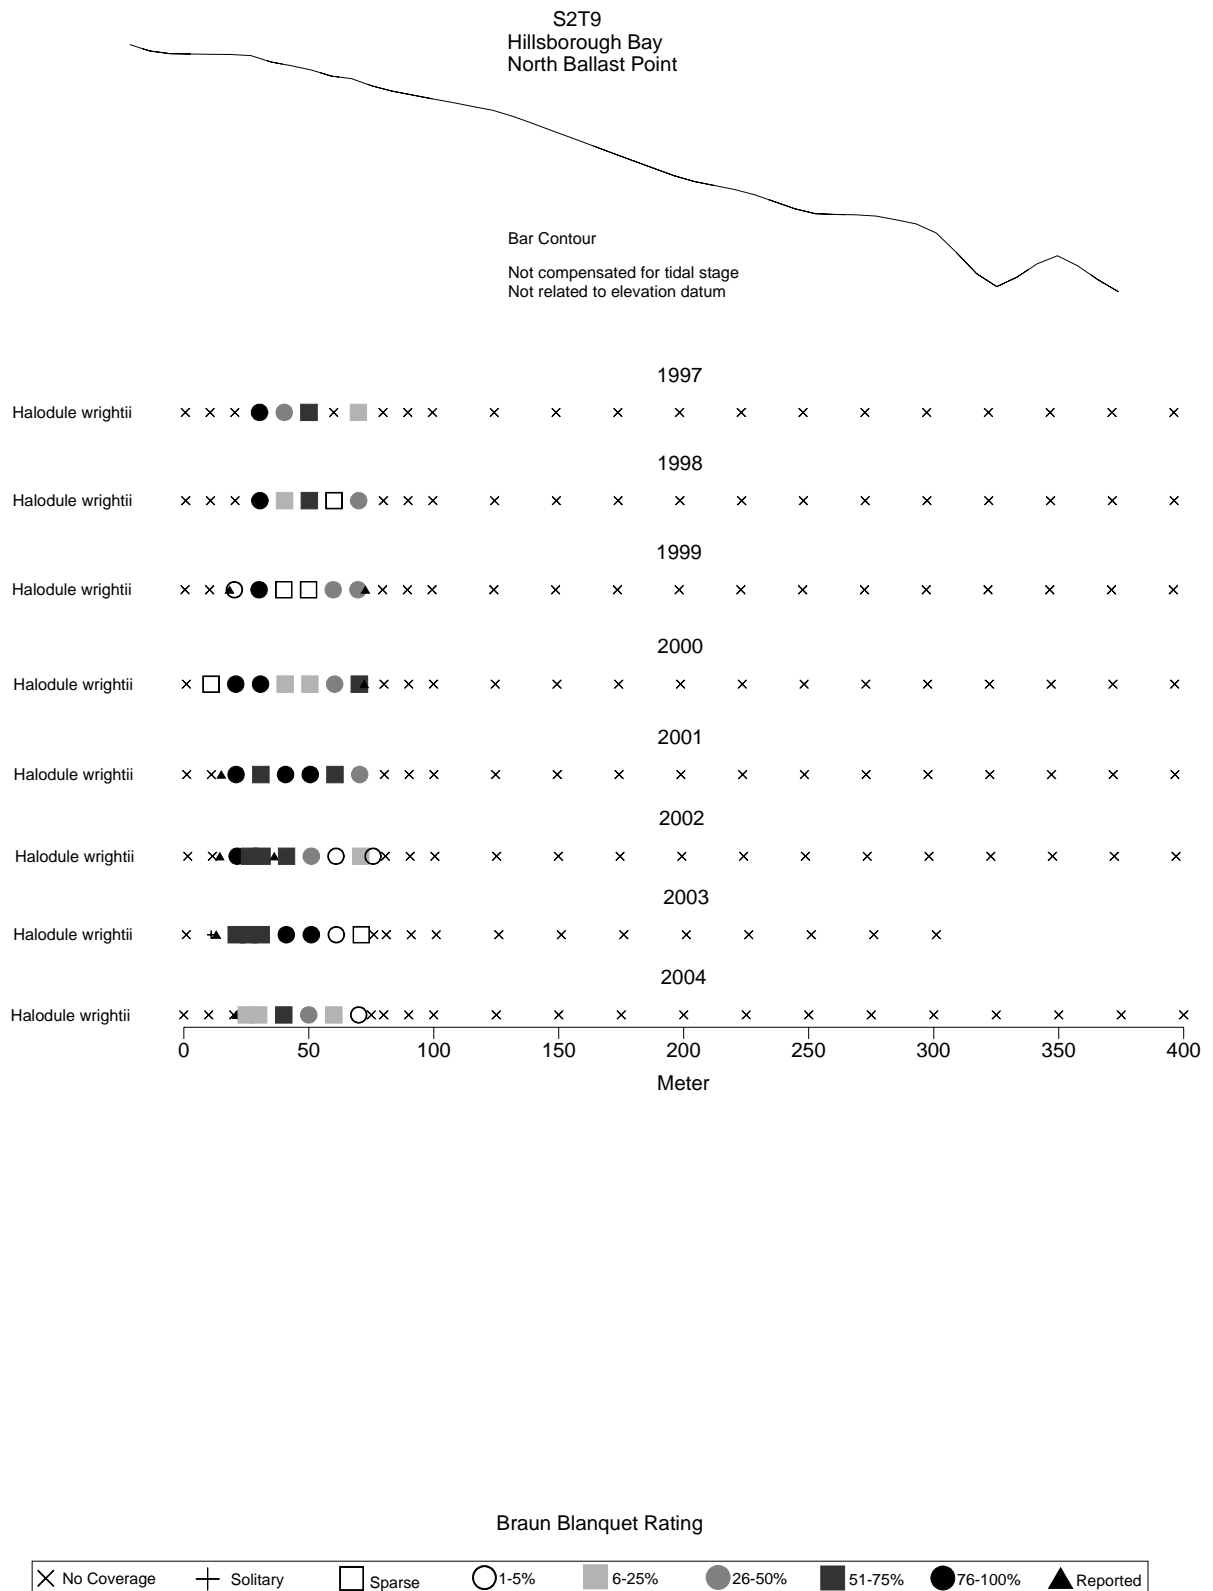 S2T9
Hillsborough Bay
North Ballast Point
Bar Contour
Not compensated for tidal stage
Not related to elevation datum
1997
Halodule wrightii
1998
Halodule wrightii
1999
Halodule wrightii
2000
Halodule wrightii
2001
Halodule wrightii
2002
Halodule wrightii
2003
Halodule wrightii
2004
Halodule wrightii
0 50 100 150 200 250 300 350 400
Meter
Braun Blanquet Rating
No Coverage Solitary Sparse 1-5% 6-25% 26-50% 51-75% 76-100% Reported